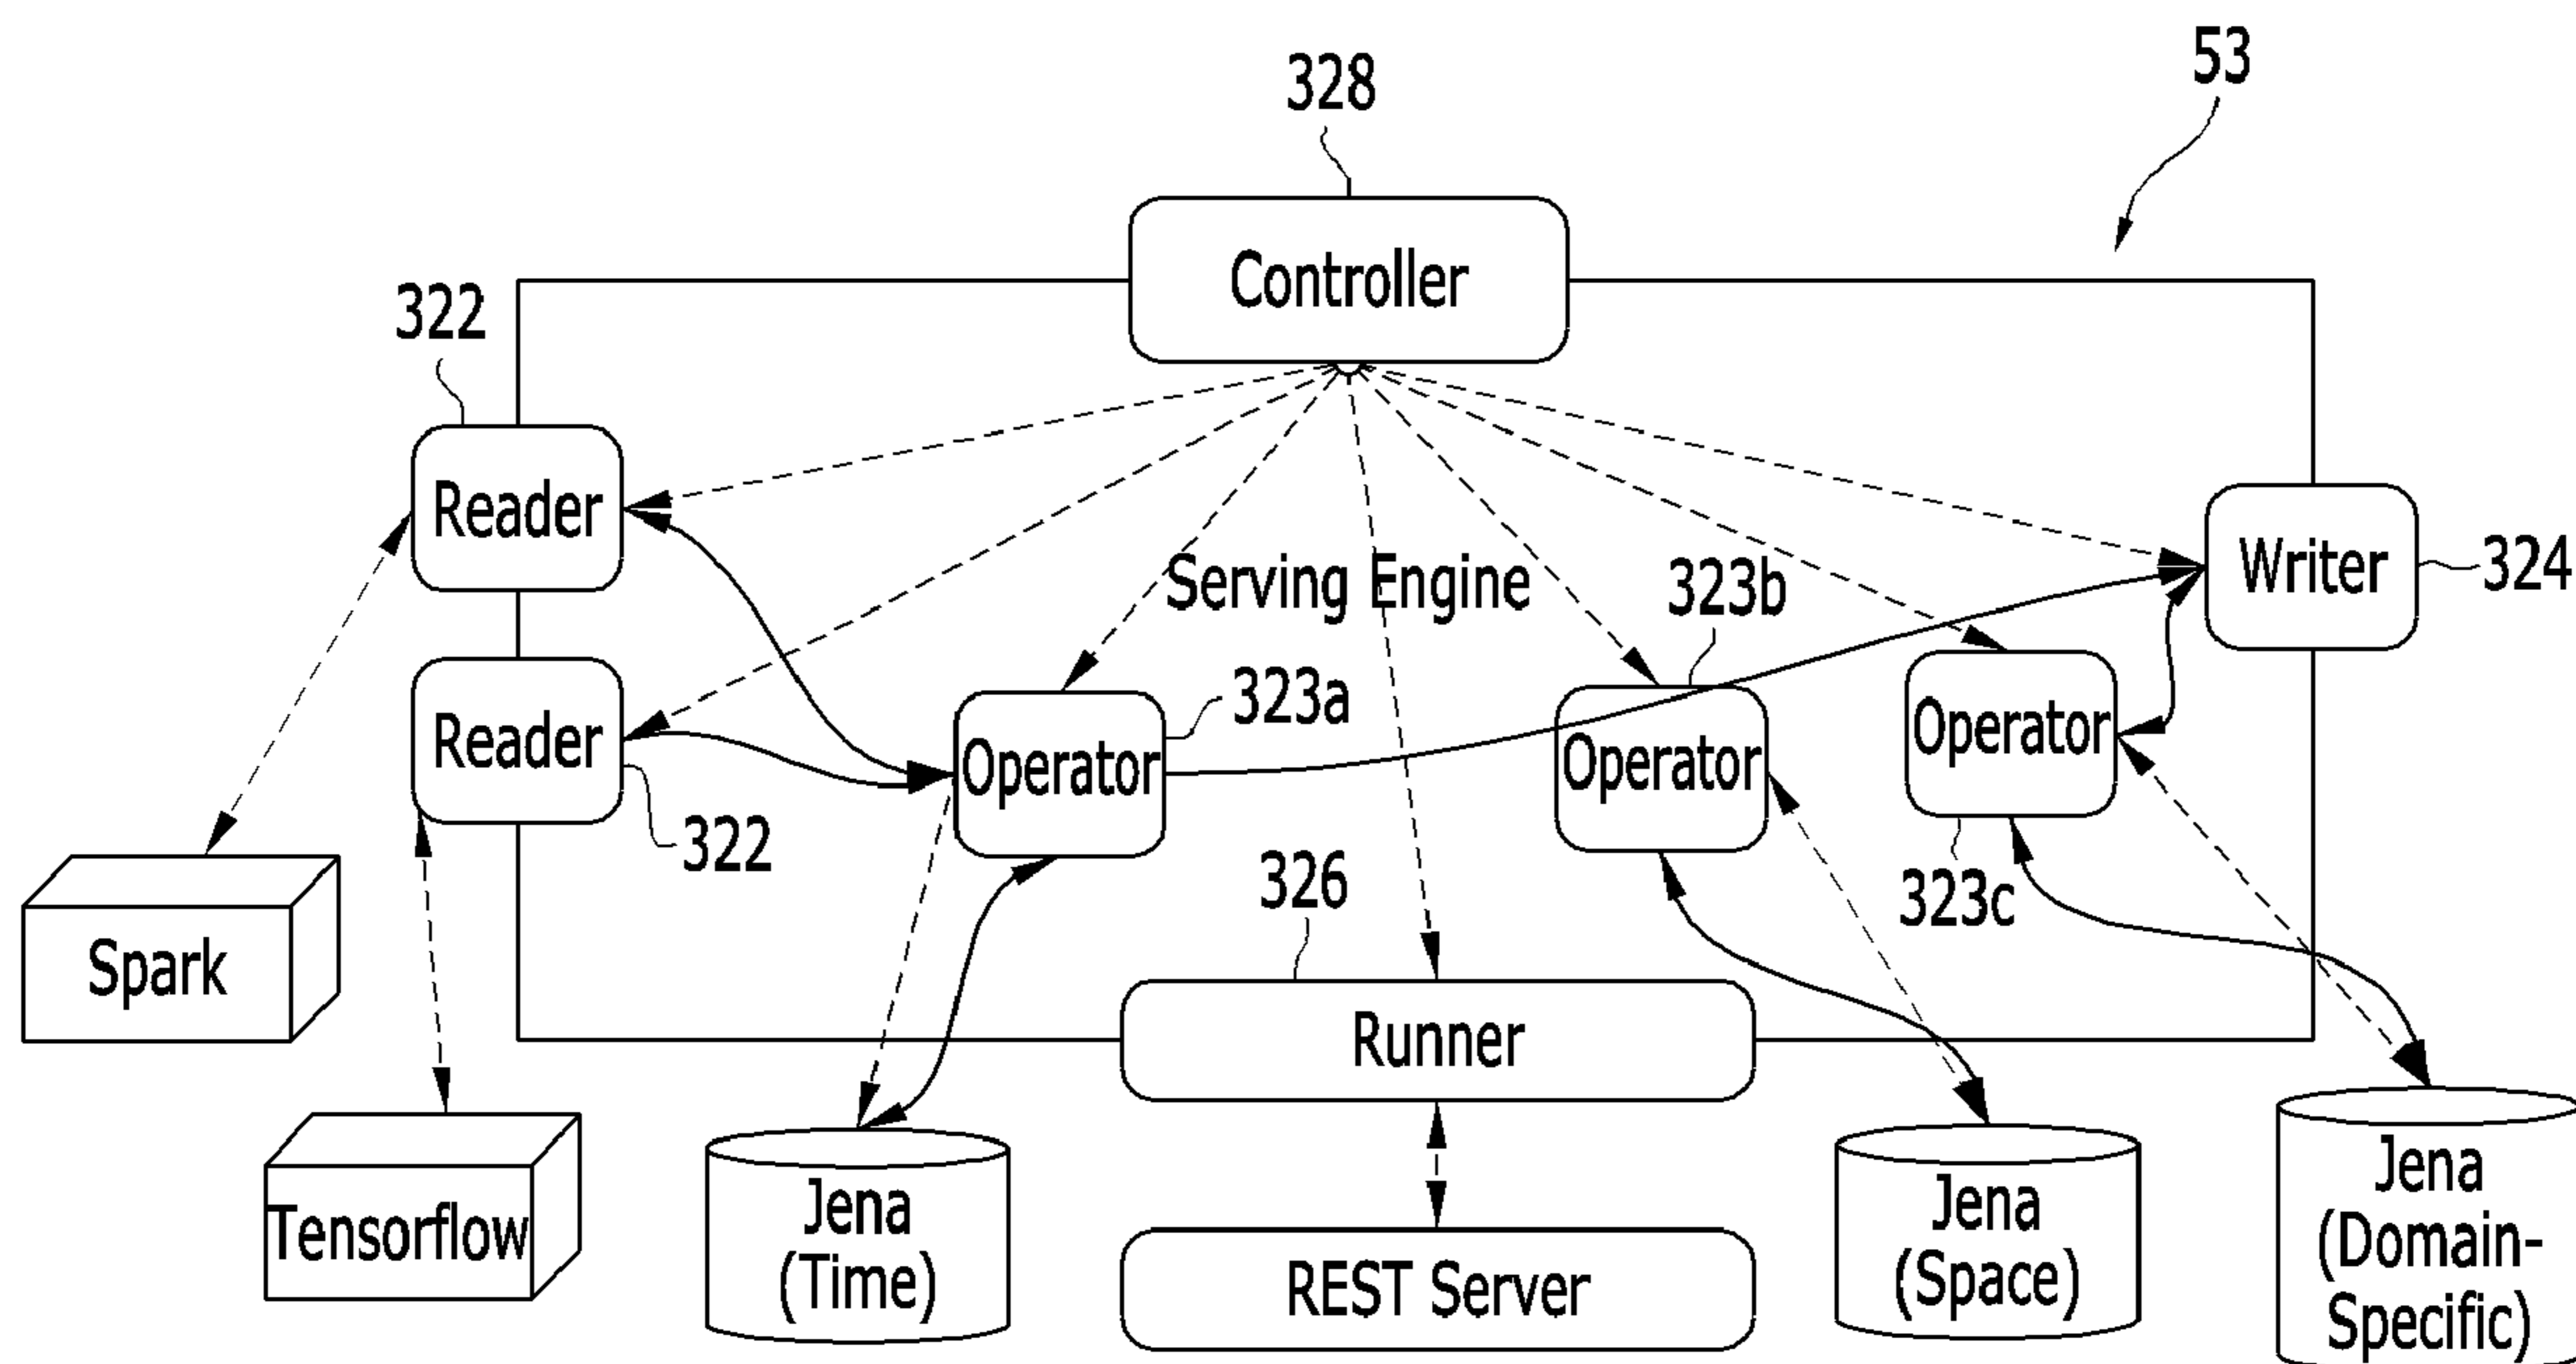 53
328
Controller
322
Reader
Serving Engine
323b
Writer
324
Reader
323a
Operator
Operator
Operator
322
326
323c
Spark
Runner
Tensorflow
Jena
(Time)
REST Server
Jena
(Space)
Jena
(Domain-
Specific)